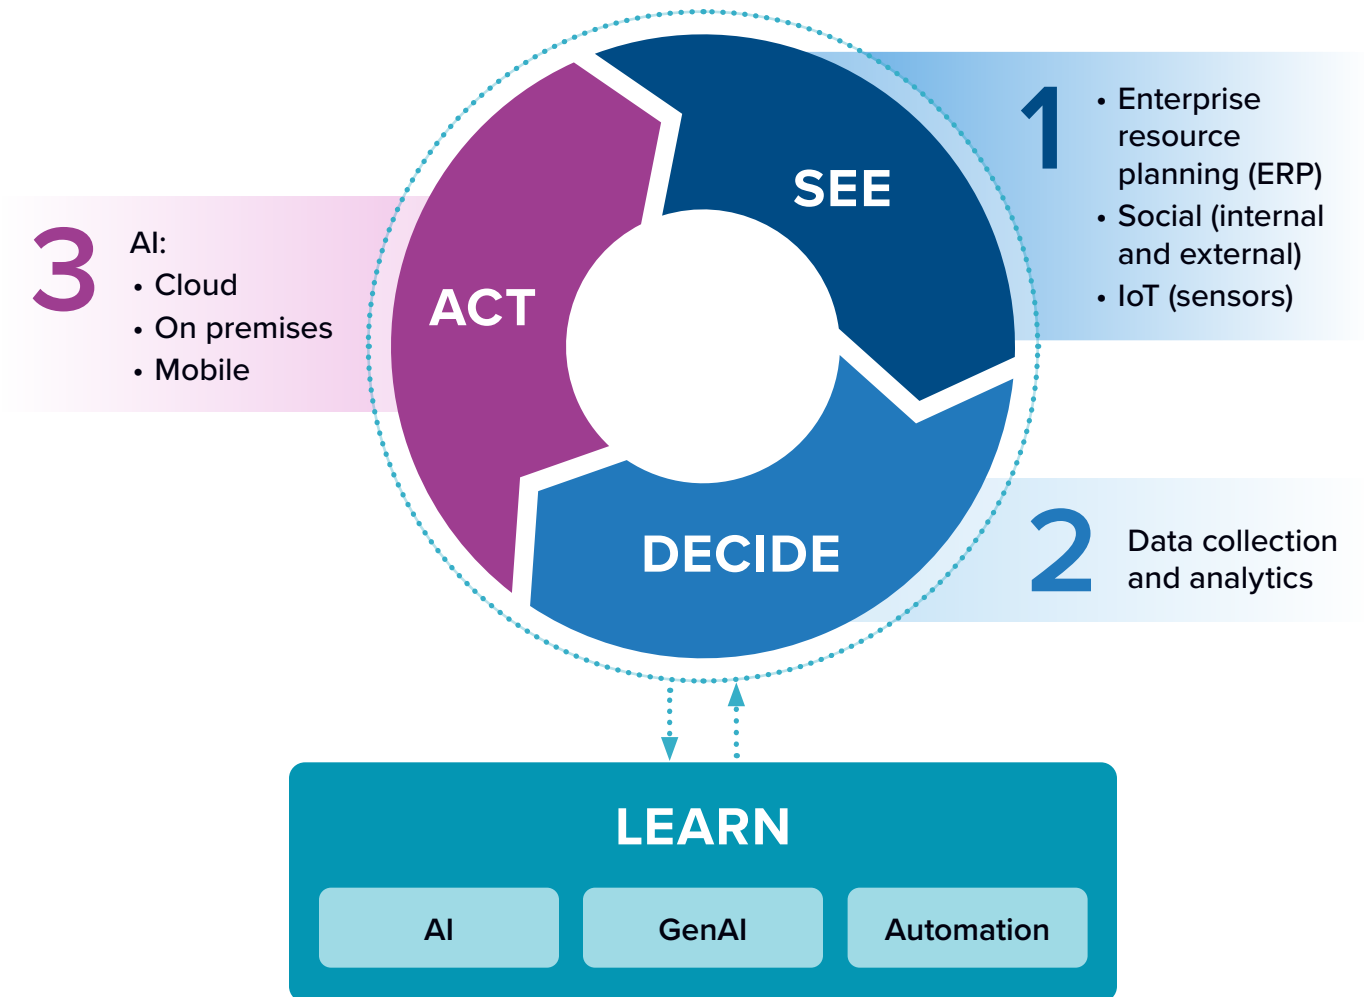 SEE
1
• Enterprise
resource
planning (ERP)
• Social (internal
and external)
• IoT (sensors)
3
AI:
• Cloud
• On premises
• Mobile
ACT
DECIDE
2
Data collection
and analytics
LEARN
AI
GenAI
Automation